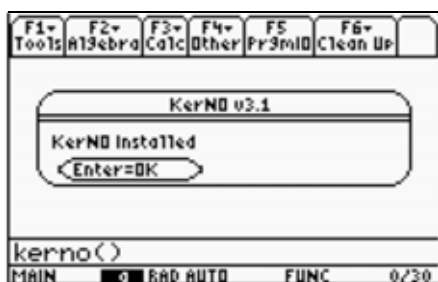 F1 F2 F3 F4 F5 F6
Tools Algebra Calc Other PrgmIO Clean Up
KerNO v3.1
KerNO Installed
Enter=OK
kerno()
MAIN RAD AUTO FUNC 0/30